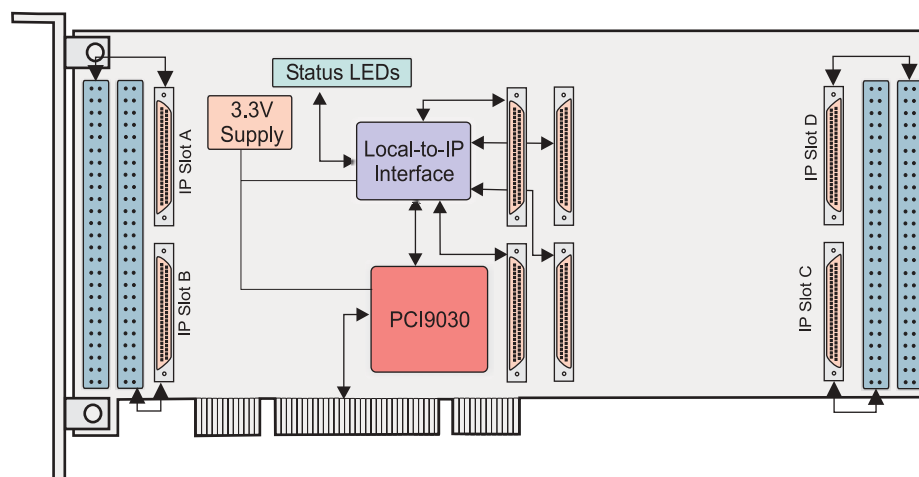 Status LEDs
3.3V
Supply
Local-to-IP
Interface
IP Slot A
IP Slot D
IP Slot B
PCI9030
IP Slot C